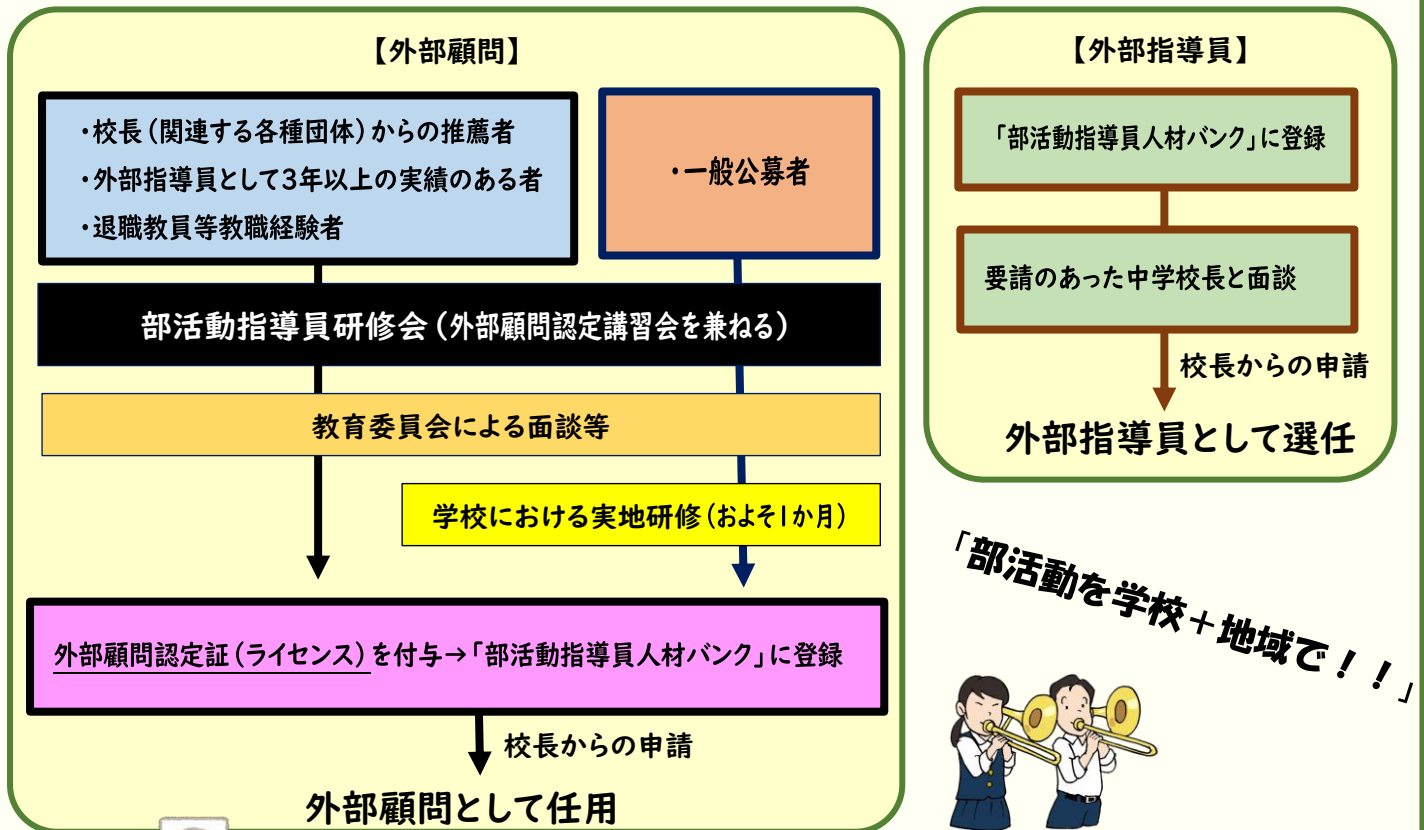 【外部顧問】
・校長(関連する各種団体)からの推薦者
・外部指導員として3年以上の実績のある者
・退職教員等教職経験者
・一般公募者
部活動指導員研修会(外部顧問認定講習会を兼ねる)
教育委員会による面談等
学校における実地研修(およそ1か月)
外部顧問認定証(ライセンス)を付与→「部活動指導員人材バンク」に登録
校長からの申請
外部顧問として任用
【外部指導員】
「部活動指導員人材バンク」に登録
要請のあった中学校長と面談
校長からの申請
外部指導員として選任
「部活動を学校+地域で!!」